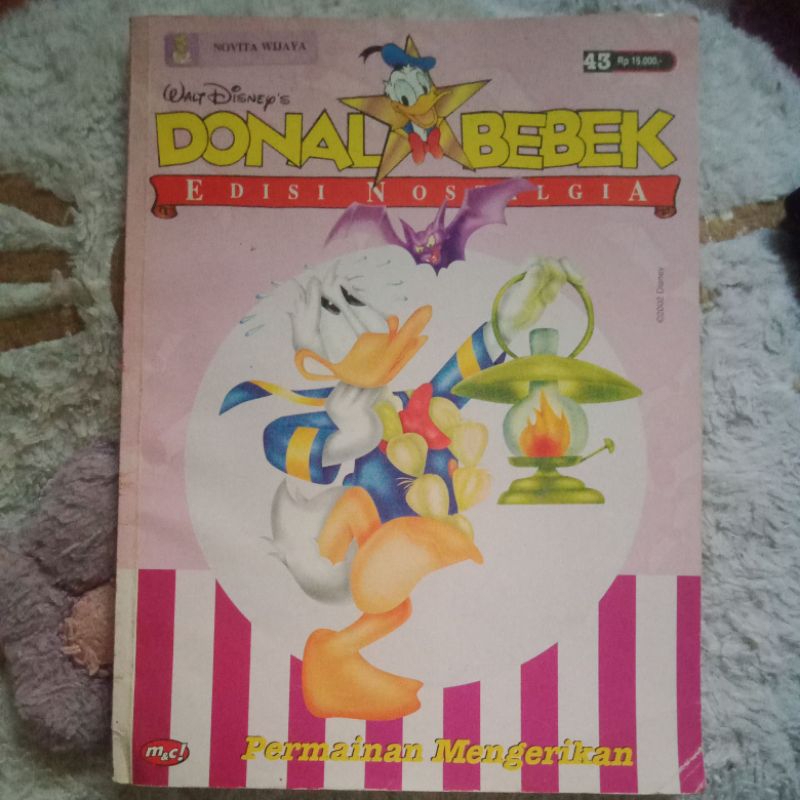 NOVITA WIJAYA
43 Rp 15.000,-
WALT DISNEY'S
DONAL BEBEK
EDISI NOSTALGIA
©2002 Disney
m&c!
Permainan Mengerikan